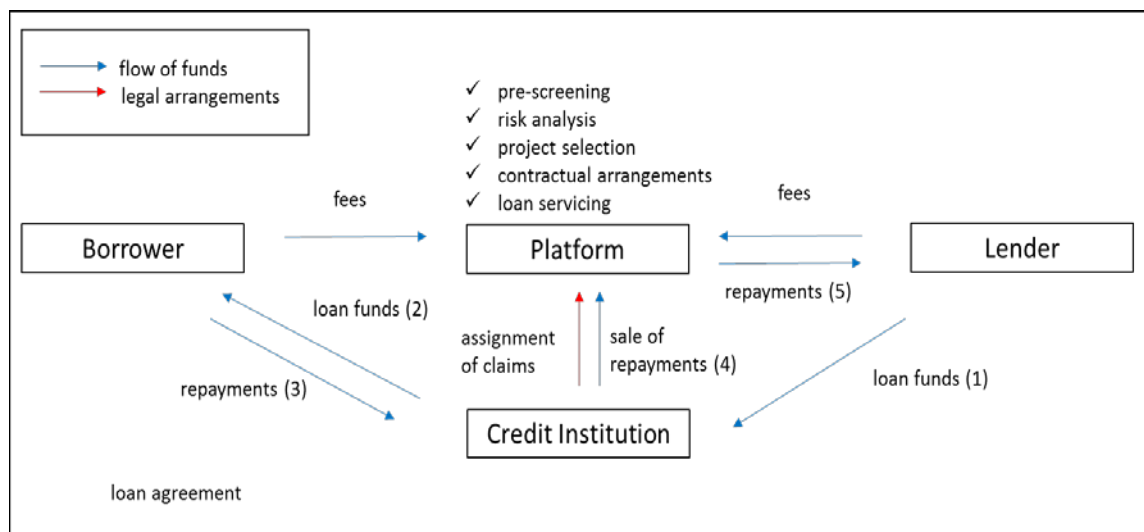 flow of funds
legal arrangements
✓ pre-screening
✓ risk analysis
✓ project selection
✓ contractual arrangements
✓ loan servicing
fees
fees
Borrower
Platform
Lender
loan funds (2)
repayments (5)
assignment
of claims
sale of
repayments (4)
repayments (3)
loan funds (1)
Credit Institution
loan agreement